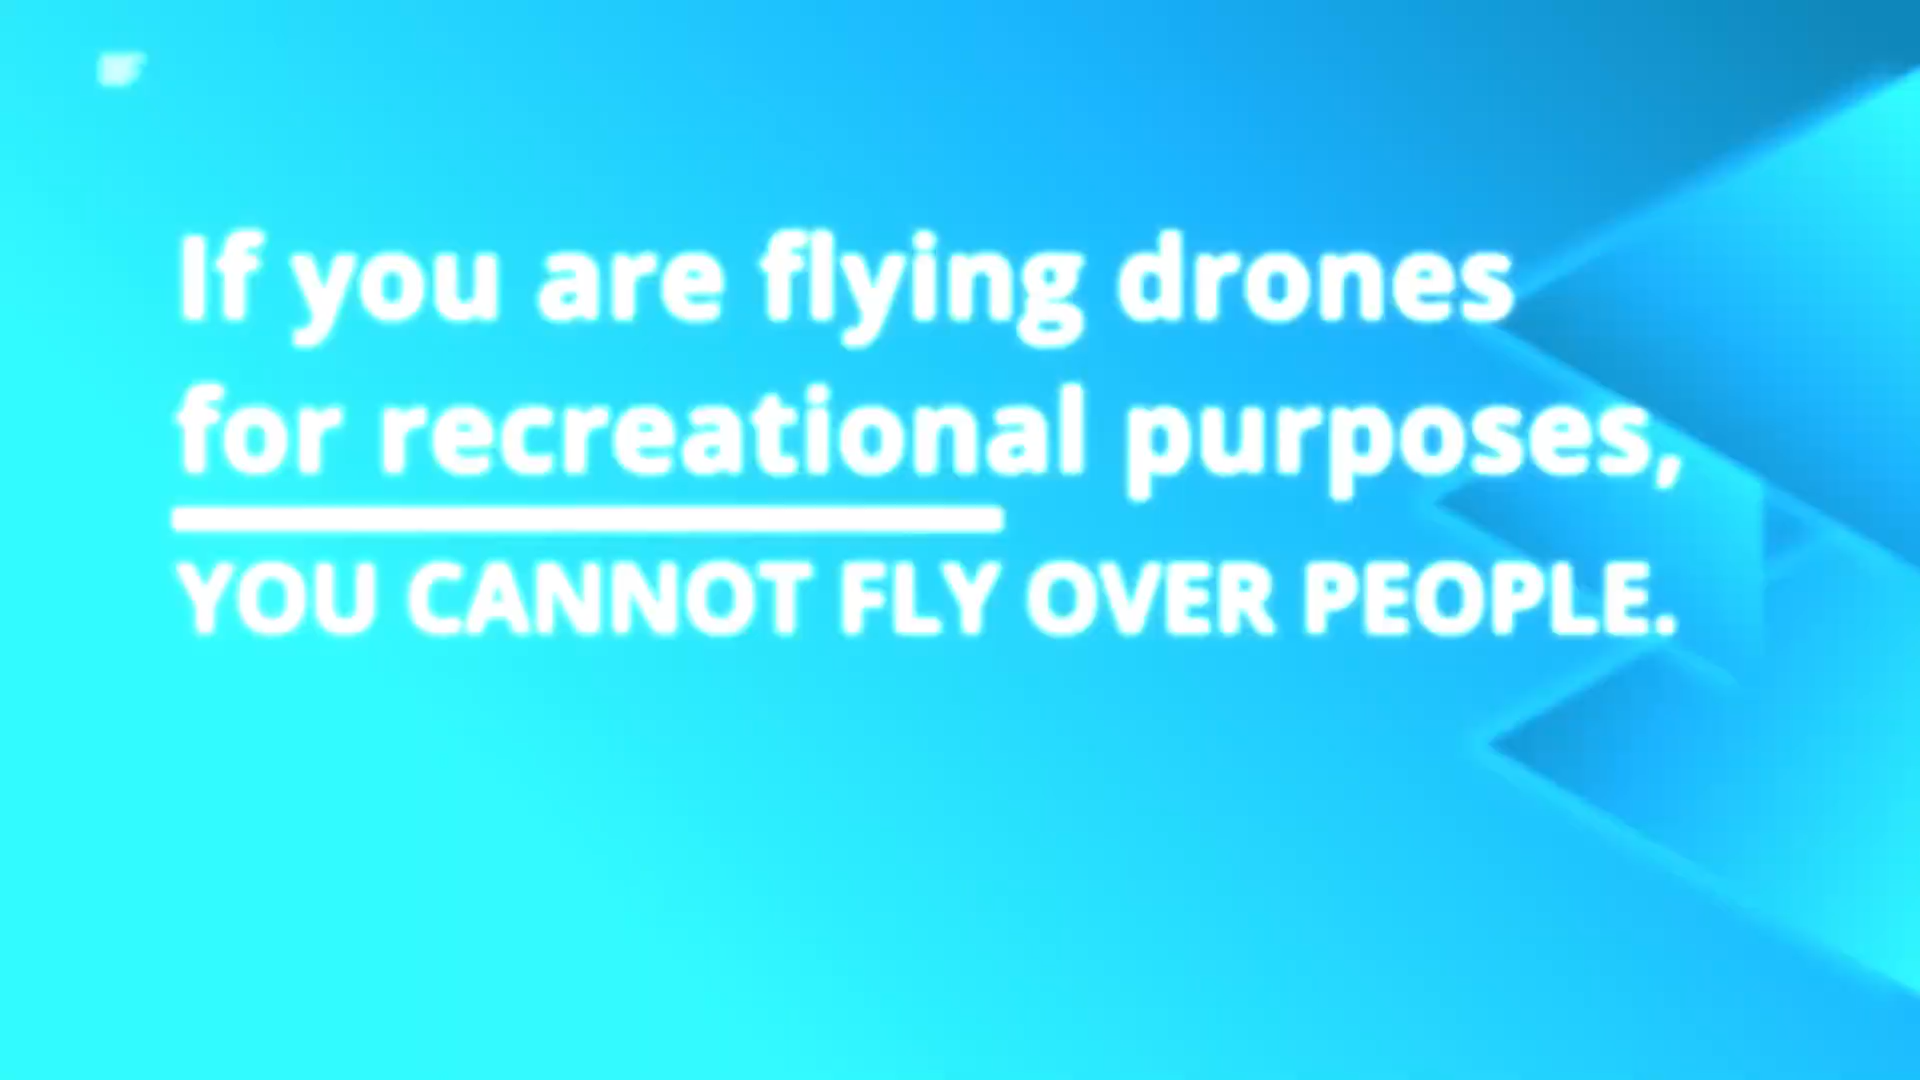 If you are flying drones
for recreational purposes,
YOU CANNOT FLY OVER PEOPLE.